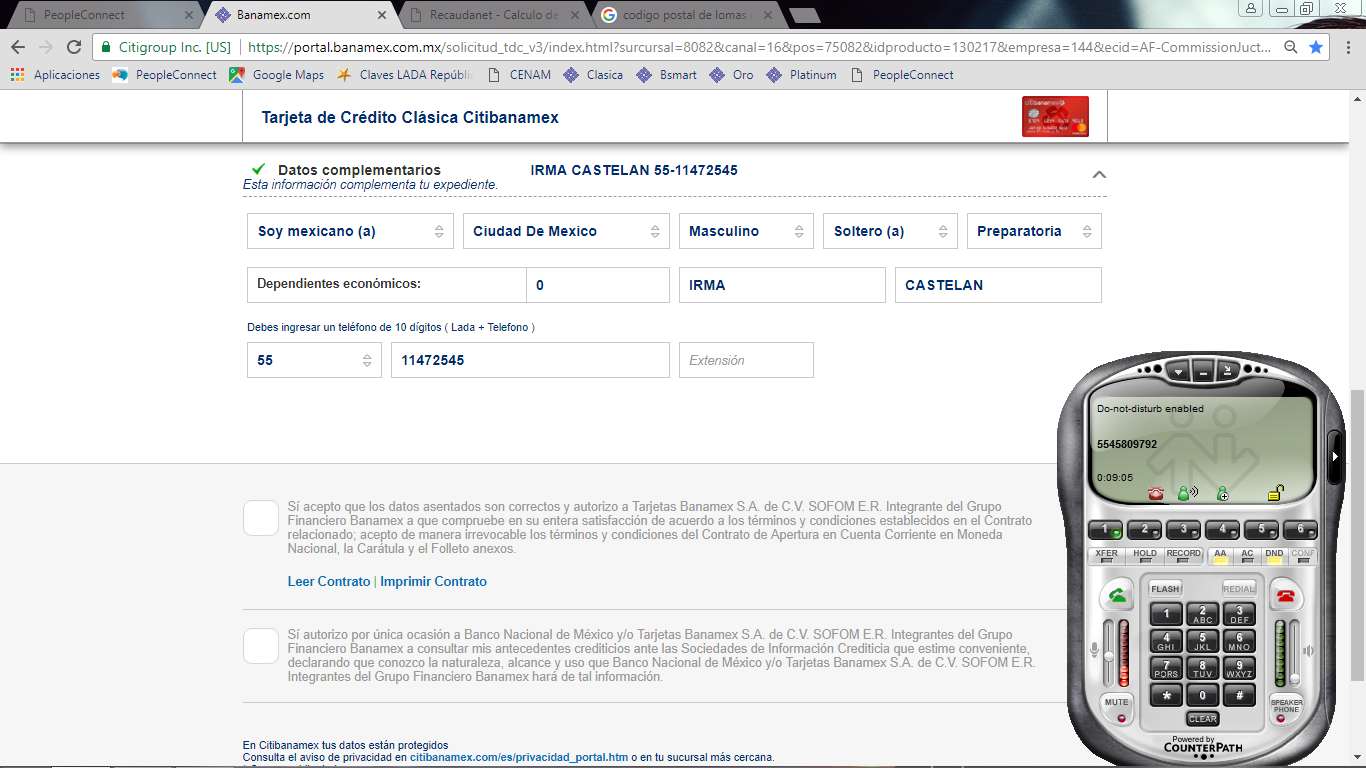 PeopleConnect
Banamex.com
Recaudanet - Calculo de
codigo postal de lomas
Citigroup Inc. [US] | https://portal.banamex.com.mx/solicitud_tdc_v3/index.html?surcursal=8082&canal=16&pos=75082&idproducto=130217&empresa=144&ecid=AF-CommissionJuct...
Aplicaciones PeopleConnect Google Maps Claves LADA Repúbli CENAM Clasica Bsmart Oro Platinum PeopleConnect
Tarjeta de Crédito Clásica Citibanamex
Datos complementarios IRMA CASTELAN 55-11472545
Esta información complementa tu expediente.
Soy mexicano (a) Ciudad De Mexico Masculino Soltero (a) Preparatoria
Dependientes económicos: 0 IRMA CASTELAN
Debes ingresar un teléfono de 10 dígitos ( Lada + Telefono )
55 11472545 Extensión
Sí acepto que los datos asentados son correctos y autorizo a Tarjetas Banamex S.A. de C.V. SOFOM E.R. Integrante del Grupo
Financiero Banamex a que compruebe en su entera satisfacción de acuerdo a los términos y condiciones establecidos en el Contrato
relacionado; acepto de manera irrevocable los términos y condiciones del Contrato de Apertura en Cuenta Corriente en Moneda
Nacional, la Carátula y el Folleto anexos.
Leer Contrato | Imprimir Contrato
Sí autorizo por única ocasión a Banco Nacional de México y/o Tarjetas Banamex S.A. de C.V. SOFOM E.R. Integrantes del Grupo
Financiero Banamex a consultar mis antecedentes crediticios ante las Sociedades de Información Crediticia que estime conveniente,
declarando que conozco la naturaleza, alcance y uso que Banco Nacional de México y/o Tarjetas Banamex S.A. de C.V. SOFOM E.R.
Integrantes del Grupo Financiero Banamex hará de tal información.
En Citibanamex tus datos están protegidos
Consulta el aviso de privacidad en citibanamex.com/es/privacidad_portal.htm o en tu sucursal más cercana.
Do-not-disturb enabled
5545809792
0:09:05
1 2 3 4 5 6
XFER HOLD RECORD AA AC DND CONF
FLASH REDIAL
1 2 ABC 3 DEF
4 GHI 5 JKL 6 MNO
7 PQRS 8 TUV 9 WXYZ
* 0 #
MUTE CLEAR SPEAKER PHONE
Powered by
COUNTERPATH